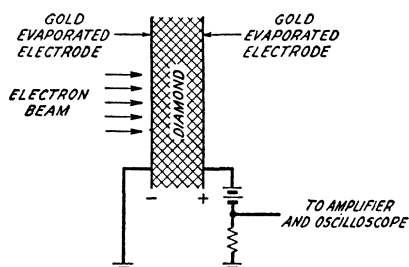 GOLD
EVAPORATED
ELECTRODE
GOLD
EVAPORATED
ELECTRODE
ELECTRON
BEAM
DIAMOND
- +
TO AMPLIFIER
AND OSCILLOSCOPE